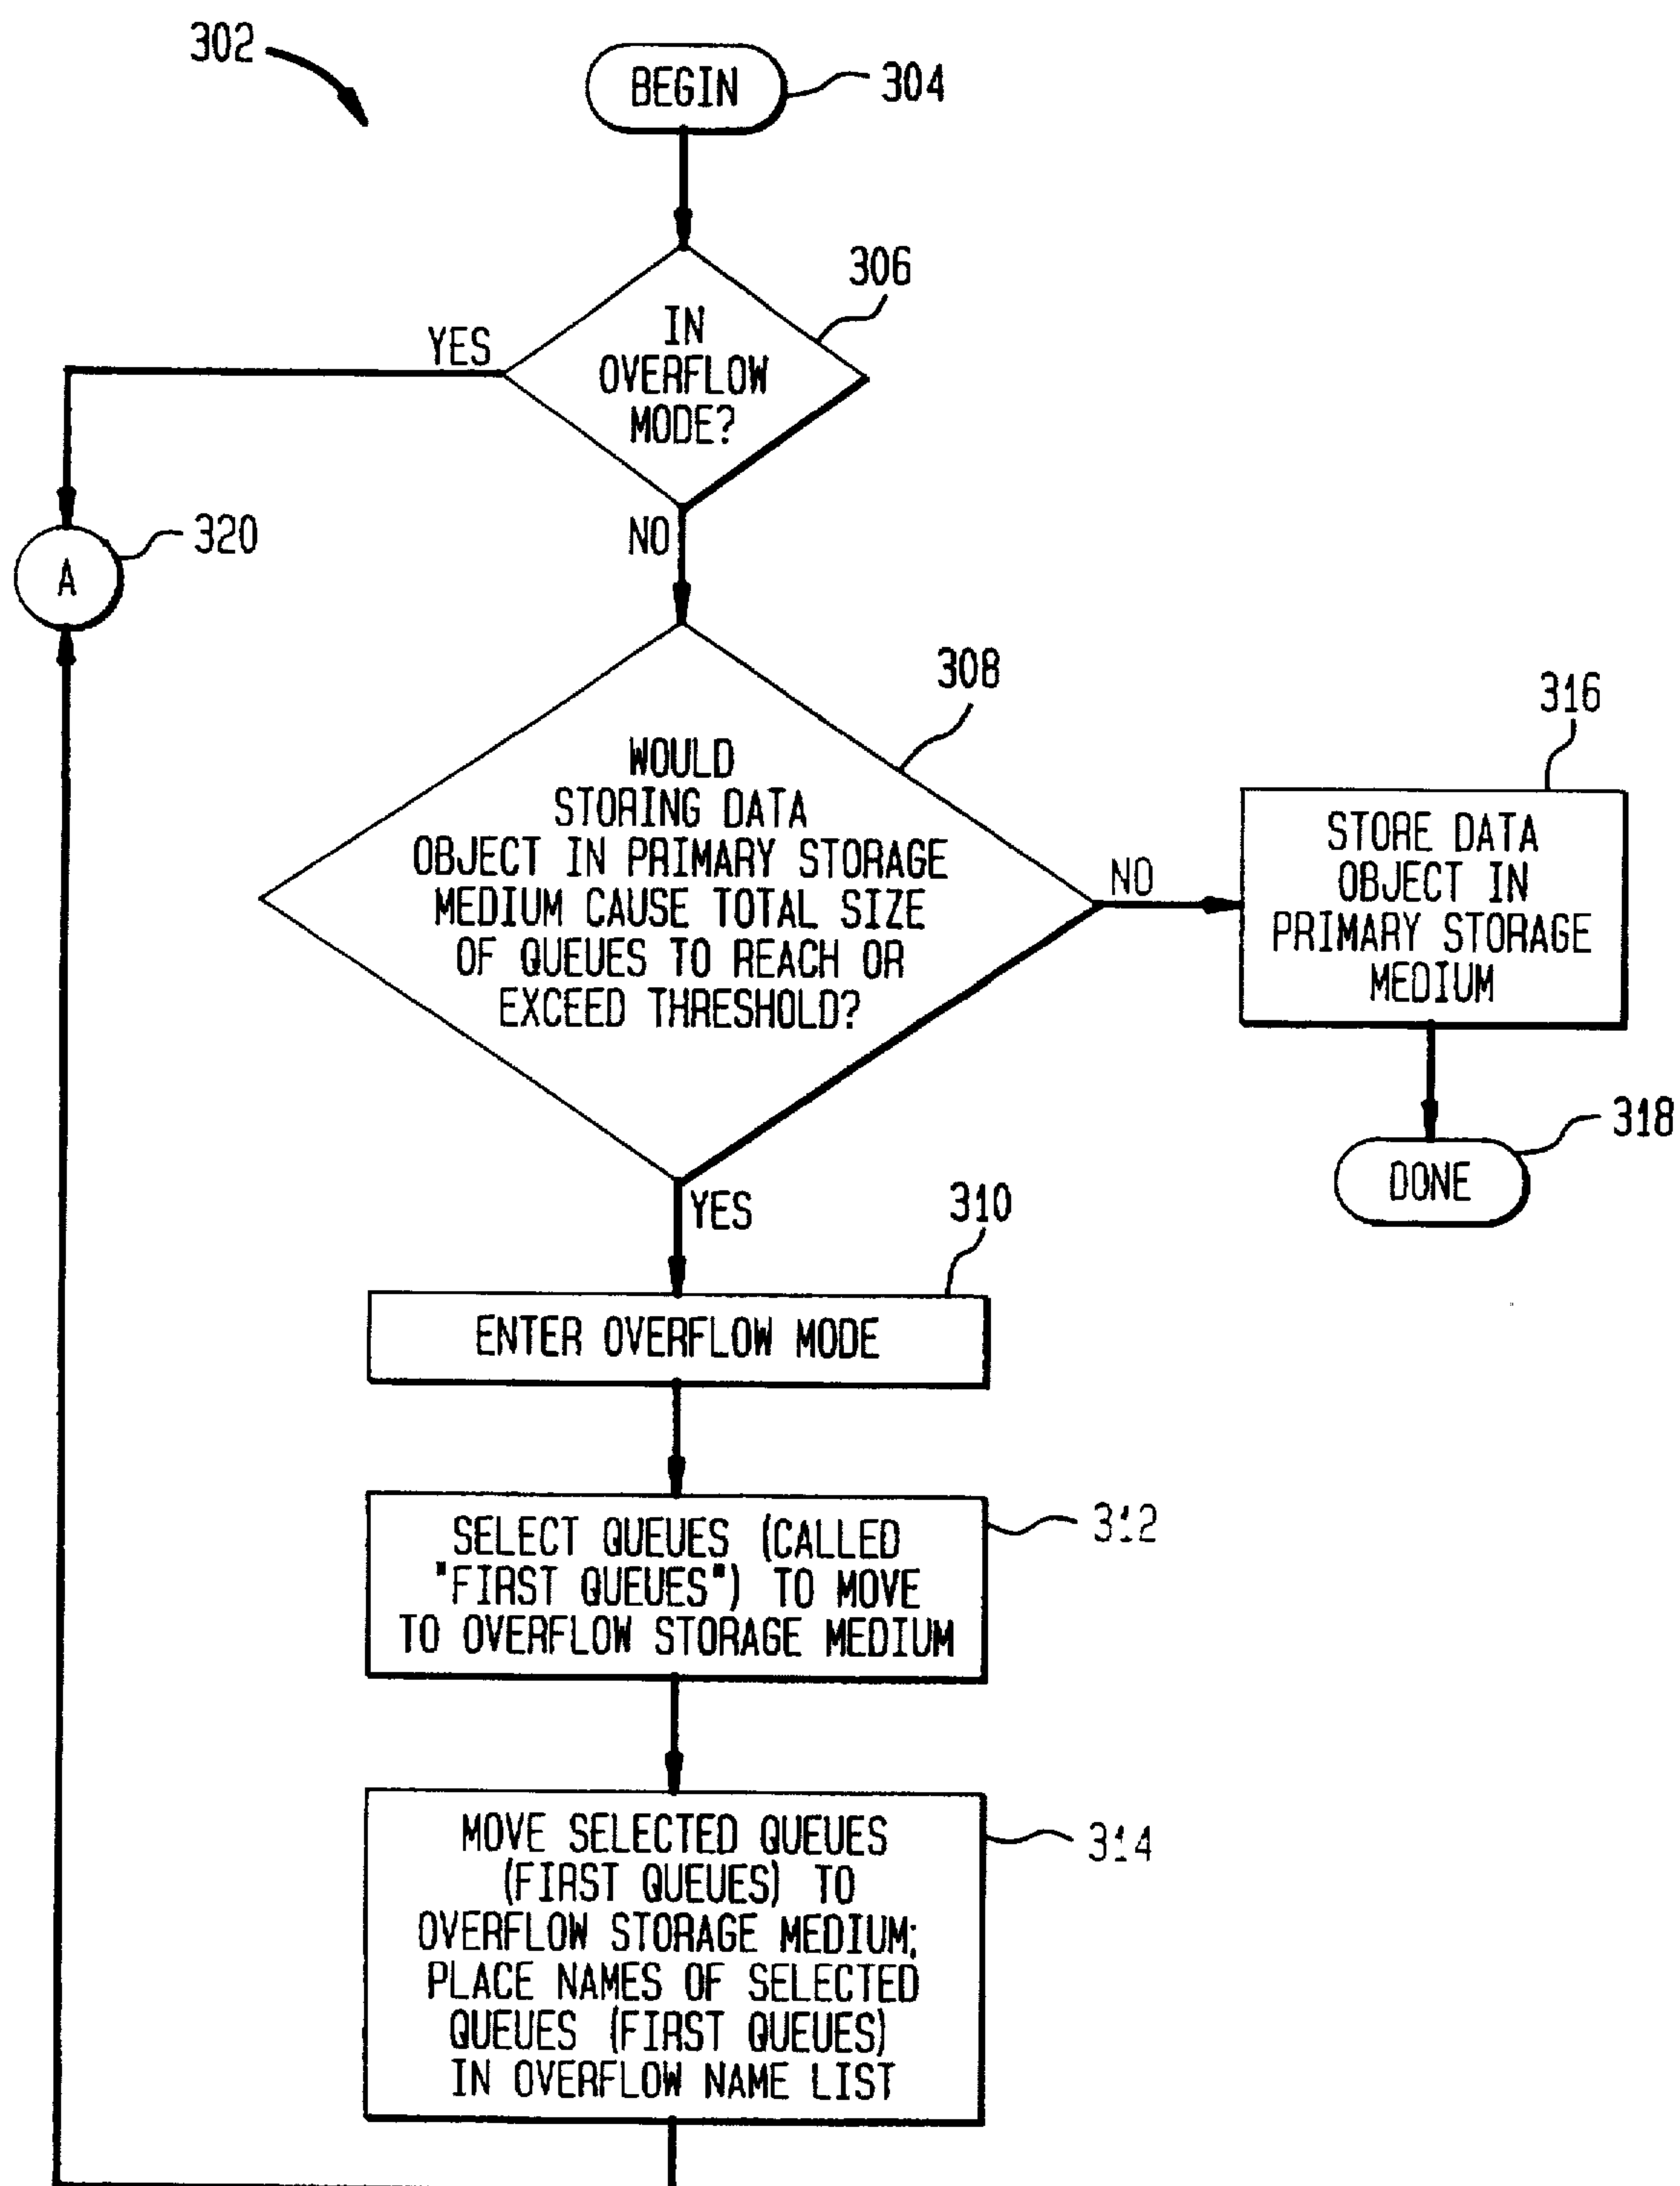 302
BEGIN
304
306
IN
OVERFLOW
MODE?
YES
NO
320
A
308
WOULD
STORING DATA
OBJECT IN PRIMARY STORAGE
MEDIUM CAUSE TOTAL SIZE
OF QUEUES TO REACH OR
EXCEED THRESHOLD?
NO
316
STORE DATA
OBJECT IN
PRIMARY STORAGE
MEDIUM
318
DONE
YES
310
ENTER OVERFLOW MODE
312
SELECT QUEUES (CALLED
"FIRST QUEUES") TO MOVE
TO OVERFLOW STORAGE MEDIUM
314
MOVE SELECTED QUEUES
(FIRST QUEUES) TO
OVERFLOW STORAGE MEDIUM;
PLACE NAMES OF SELECTED
QUEUES (FIRST QUEUES)
IN OVERFLOW NAME LIST